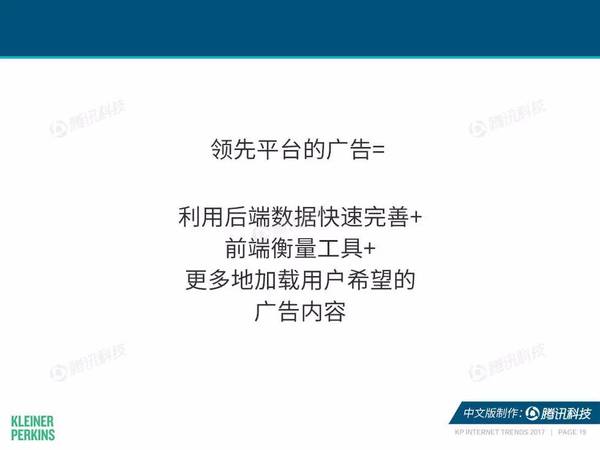 腾讯科技
腾讯科技
领先平台的广告=
利用后端数据快速完善+
前端衡量工具+
更多地加载用户希望的
广告内容
腾讯科技
腾讯科技
KLEINER
PERKINS
中文版制作：腾讯科技
KP INTERNET TRENDS 2017 | PAGE 19